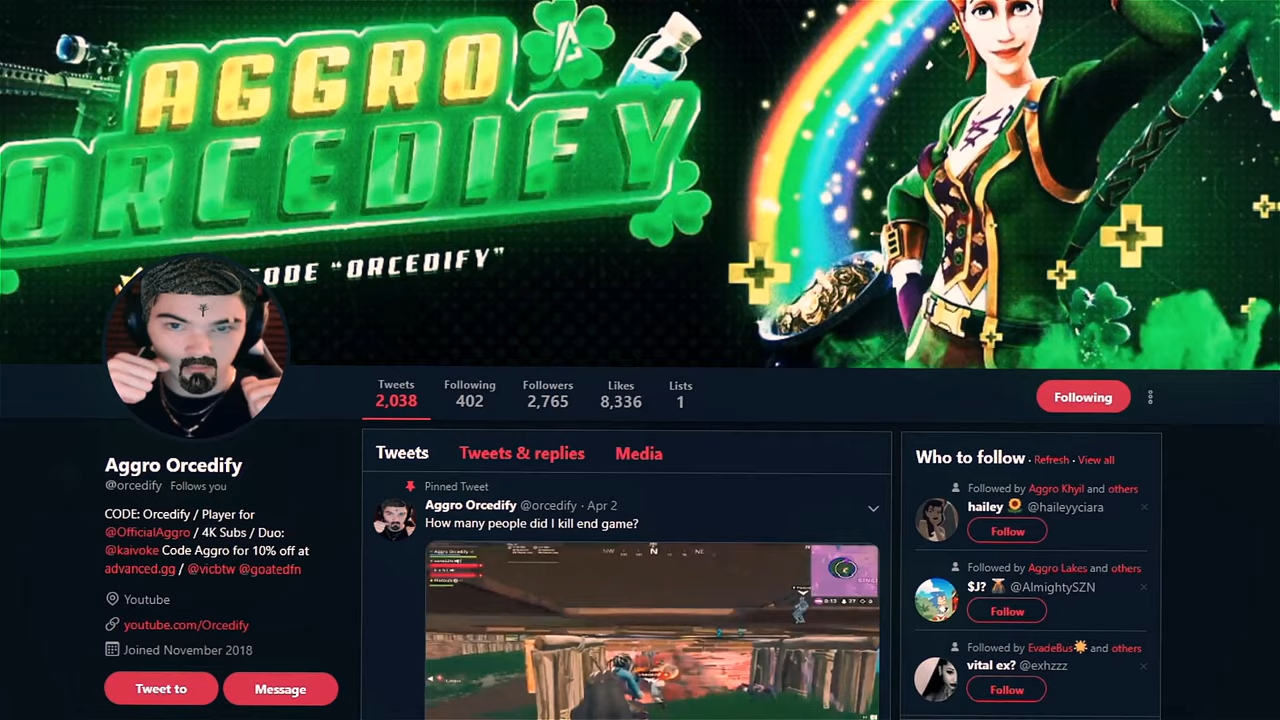 AGGRO
ORCEDIFY
CODE "ORCEDIFY"
Tweets Following Followers Likes Lists
2,038 402 2,765 8,336 1
Following
Aggro Orcedify
@orcedify Follows you
CODE: Orcedify / Player for
@OfficialAggro / 4K Subs / Duo:
@kaivoke Code Aggro for 10% off at
advanced.gg / @vicbtw @goatedfn
Youtube
youtube.com/Orcedify
Joined November 2018
Tweet to Message
Tweets Tweets & replies Media
Pinned Tweet
Aggro Orcedify @orcedify · Apr 2
How many people did I kill end game?
Aggro Orcedify
NW N NE
Who to follow · Refresh · View all
Followed by Aggro Khyil and others
hailey 🌻 @haileyyciara
Follow
Followed by Aggro Lakes and others
$J? @AlmightySZN
Follow
Followed by EvadeBus and others
vital ex? @exhzzz
Follow